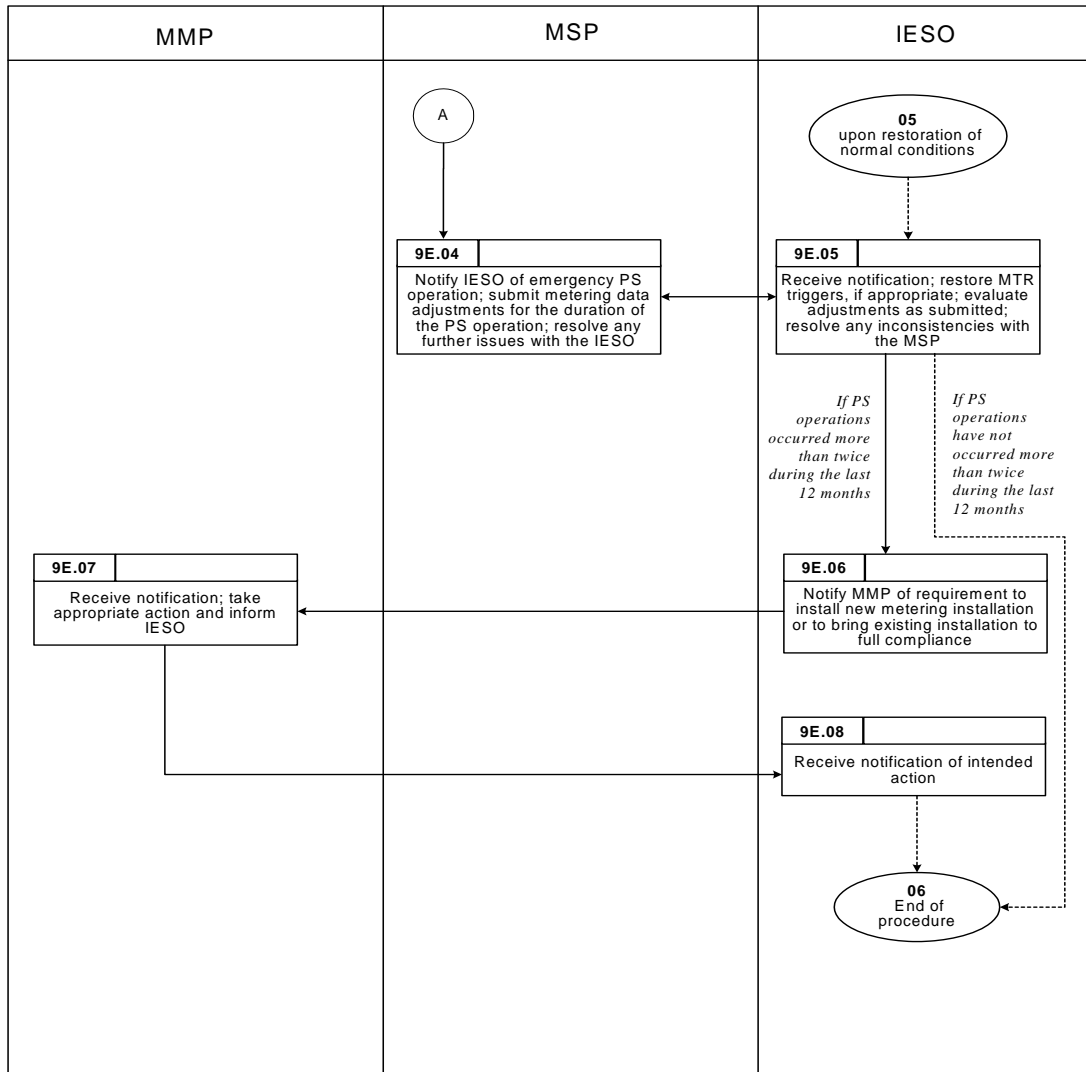 MMP
MSP
IESO
A
05
upon restoration of
normal conditions
9E.04
Notify IESO of emergency PS
operation; submit metering data
adjustments for the duration of
the PS operation; resolve any
further issues with the IESO
9E.05
Receive notification; restore MTR
triggers, if appropriate; evaluate
adjustments as submitted;
resolve any inconsistencies with
the MSP
If PS
operations
occurred more
than twice
during the last
12 months
If PS
operations
have not
occurred more
than twice
during the last
12 months
9E.07
Receive notification; take
appropriate action and inform
IESO
9E.06
Notify MMP of requirement to
install new metering installation
or to bring existing installation to
full compliance
9E.08
Receive notification of intended
action
06
End of
procedure